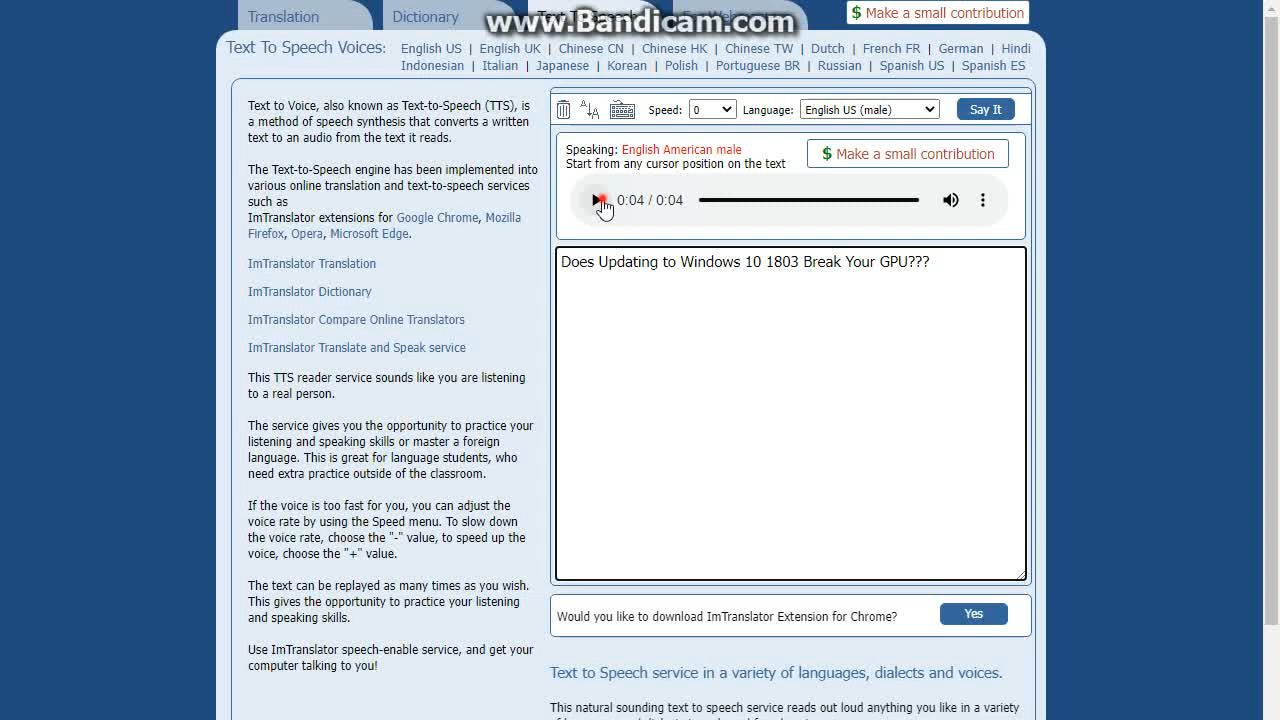 Translation
Dictionary
www.Bandicam.com
$ Make a small contribution
Text To Speech Voices:
English US | English UK | Chinese CN | Chinese HK | Chinese TW | Dutch | French FR | German | Hindi
Indonesian | Italian | Japanese | Korean | Polish | Portuguese BR | Russian | Spanish US | Spanish ES
Text to Voice, also known as Text-to-Speech (TTS), is
a method of speech synthesis that converts a written
text to an audio from the text it reads.
The Text-to-Speech engine has been implemented into
various online translation and text-to-speech services
such as
ImTranslator extensions for Google Chrome, Mozilla
Firefox, Opera, Microsoft Edge.
ImTranslator Translation
ImTranslator Dictionary
ImTranslator Compare Online Translators
ImTranslator Translate and Speak service
This TTS reader service sounds like you are listening
to a real person.
The service gives you the opportunity to practice your
listening and speaking skills or master a foreign
language. This is great for language students, who
need extra practice outside of the classroom.
If the voice is too fast for you, you can adjust the
voice rate by using the Speed menu. To slow down
the voice rate, choose the "-" value, to speed up the
voice, choose the "+" value.
The text can be replayed as many times as you wish.
This gives the opportunity to practice your listening
and speaking skills.
Use ImTranslator speech-enable service, and get your
computer talking to you!
Speed: 0 Language: English US (male) Say It
Speaking: English American male
Start from any cursor position on the text
$ Make a small contribution
0:04 / 0:04
Does Updating to Windows 10 1803 Break Your GPU???
Would you like to download ImTranslator Extension for Chrome? Yes
Text to Speech service in a variety of languages, dialects and voices.
This natural sounding text to speech service reads out loud anything you like in a variety